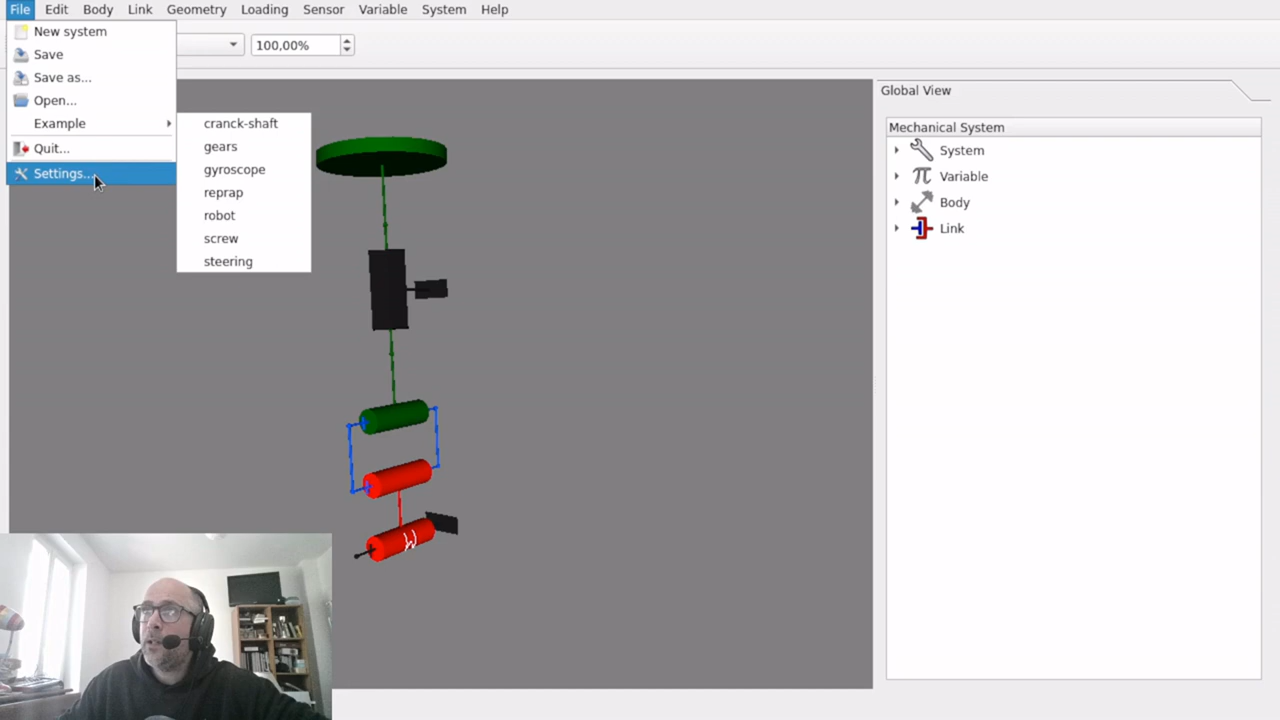 File Edit Body Link Geometry Loading Sensor Variable System Help
New system
Save
Save as...
Open...
Example
Quit...
Settings...
cranck-shaft
gears
gyroscope
reprap
robot
screw
steering
100,00%
Global View
Mechanical System
System
π Variable
Body
Link